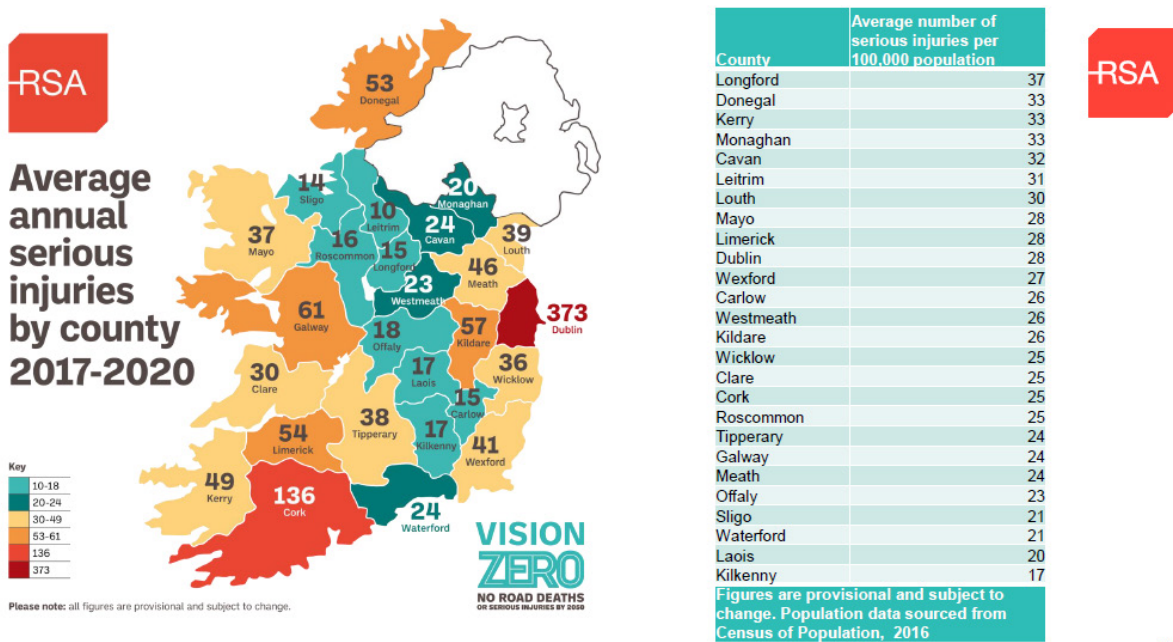 RSA
Average
annual
serious
injuries
by county
2017-2020
53
Donegal
14
Sligo
20
Monaghan
10
Leitrim
24
Cavan
37
Mayo
16
Roscommon
15
Longford
39
Louth
46
Meath
23
Westmeath
61
Galway
373
Dublin
18
Offaly
57
Kildare
17
Laois
36
Wicklow
30
Clare
15
Carlow
38
Tipperary
17
Kilkenny
54
Limerick
41
Wexford
49
Kerry
136
Cork
24
Waterford
Key
10-18
20-24
30-49
53-61
136
373
VISION
ZERO
NO ROAD DEATHS
OR SERIOUS INJURIES BY 2050
Please note: all figures are provisional and subject to change.
County Average number of
serious injuries per
100,000 population
Longford 37
Donegal 33
Kerry 33
Monaghan 33
Cavan 32
Leitrim 31
Louth 30
Mayo 28
Limerick 28
Dublin 28
Wexford 27
Carlow 26
Westmeath 26
Kildare 26
Wicklow 25
Clare 25
Cork 25
Roscommon 25
Tipperary 24
Galway 24
Meath 24
Offaly 23
Sligo 21
Waterford 21
Laois 20
Kilkenny 17
Figures are provisional and subject to
change. Population data sourced from
Census of Population, 2016
RSA